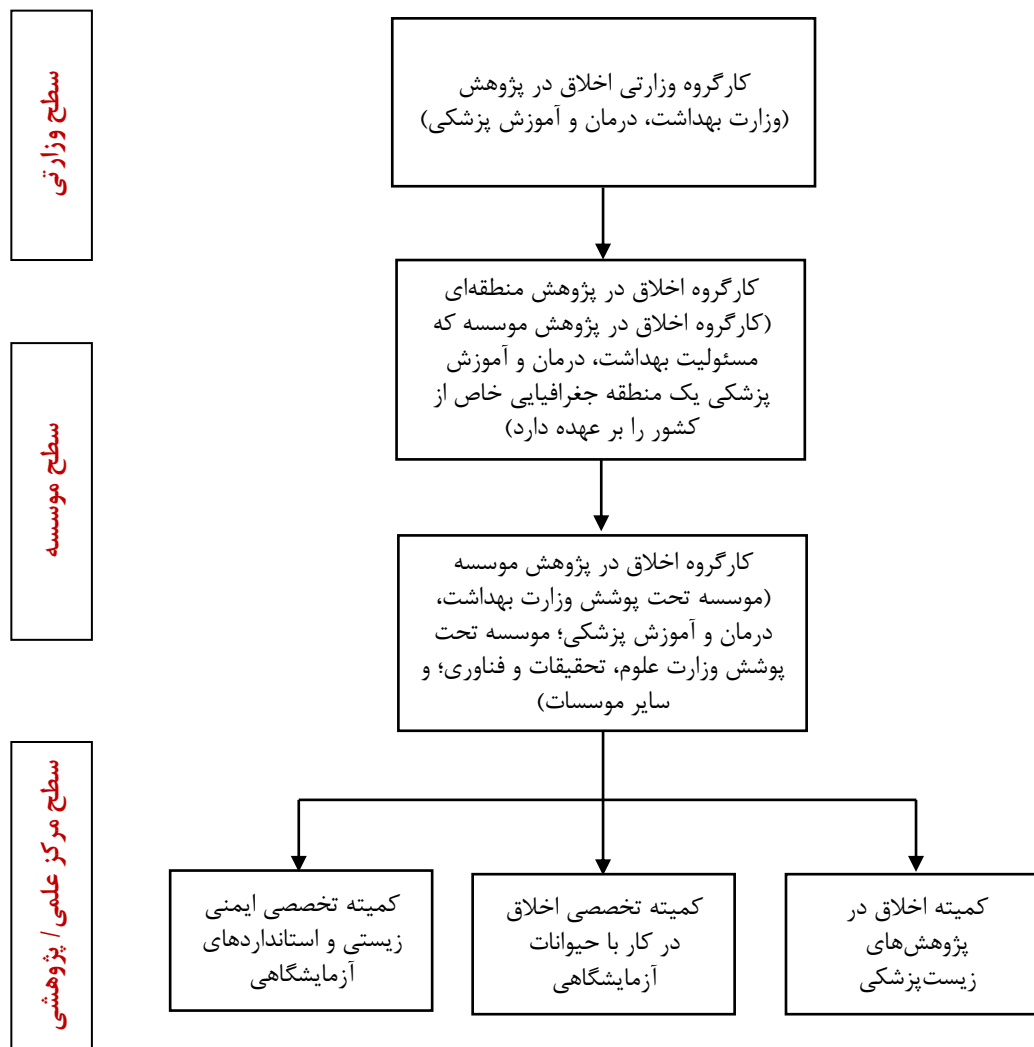 سطح وزارتی
کارگروه وزارتی اخلاق در پژوهش
(وزارت بهداشت، درمان و آموزش پزشکی)
سطح موسسه
کارگروه اخلاق در پژوهش منطقه‌ای
(کارگروه اخلاق در پژوهش موسسه که
مسئولیت بهداشت، درمان و آموزش
پزشکی یک منطقه جغرافیایی خاص از
کشور را بر عهده دارد)
کارگروه اخلاق در پژوهش موسسه
(موسسه تحت پوشش وزارت بهداشت،
درمان و آموزش پزشکی؛ موسسه تحت
پوشش وزارت علوم، تحقیقات و فناوری؛ و
سایر موسسات)
سطح مرکز علمی / پژوهشی
کمیته اخلاق در
پژوهش‌های
زیست‌پزشکی
کمیته تخصصی اخلاق
در کار با حیوانات
آزمایشگاهی
کمیته تخصصی ایمنی
زیستی و استانداردهای
آزمایشگاهی